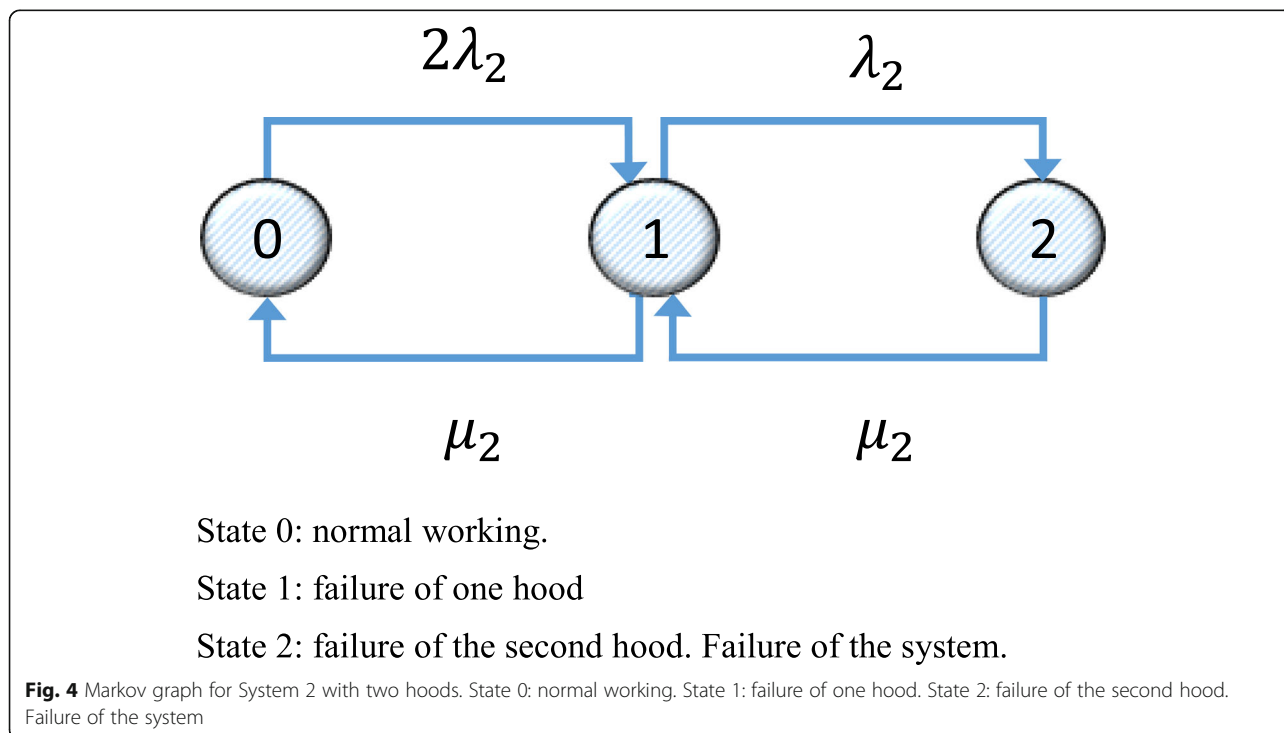 2λ₂ λ₂
0 1 2
μ₂ μ₂
State 0: normal working.
State 1: failure of one hood
State 2: failure of the second hood. Failure of the system.
Fig. 4 Markov graph for System 2 with two hoods. State 0: normal working. State 1: failure of one hood. State 2: failure of the second hood.
Failure of the system